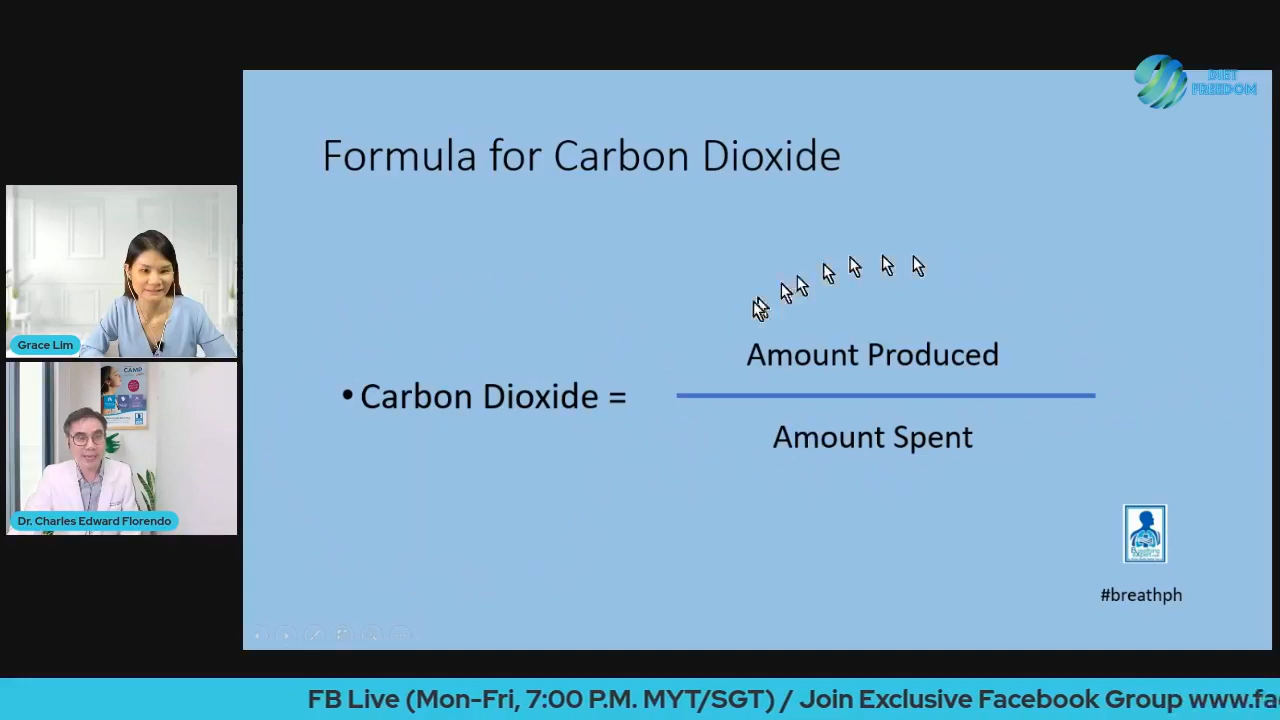 DIET
FREEDOM
Formula for Carbon Dioxide
Amount Produced
• Carbon Dioxide =
Amount Spent
#breathph
CAMP
Grace Lim
Dr. Charles Edward Florendo
FB Live (Mon-Fri, 7:00 P.M. MYT/SGT) / Join Exclusive Facebook Group www.fa